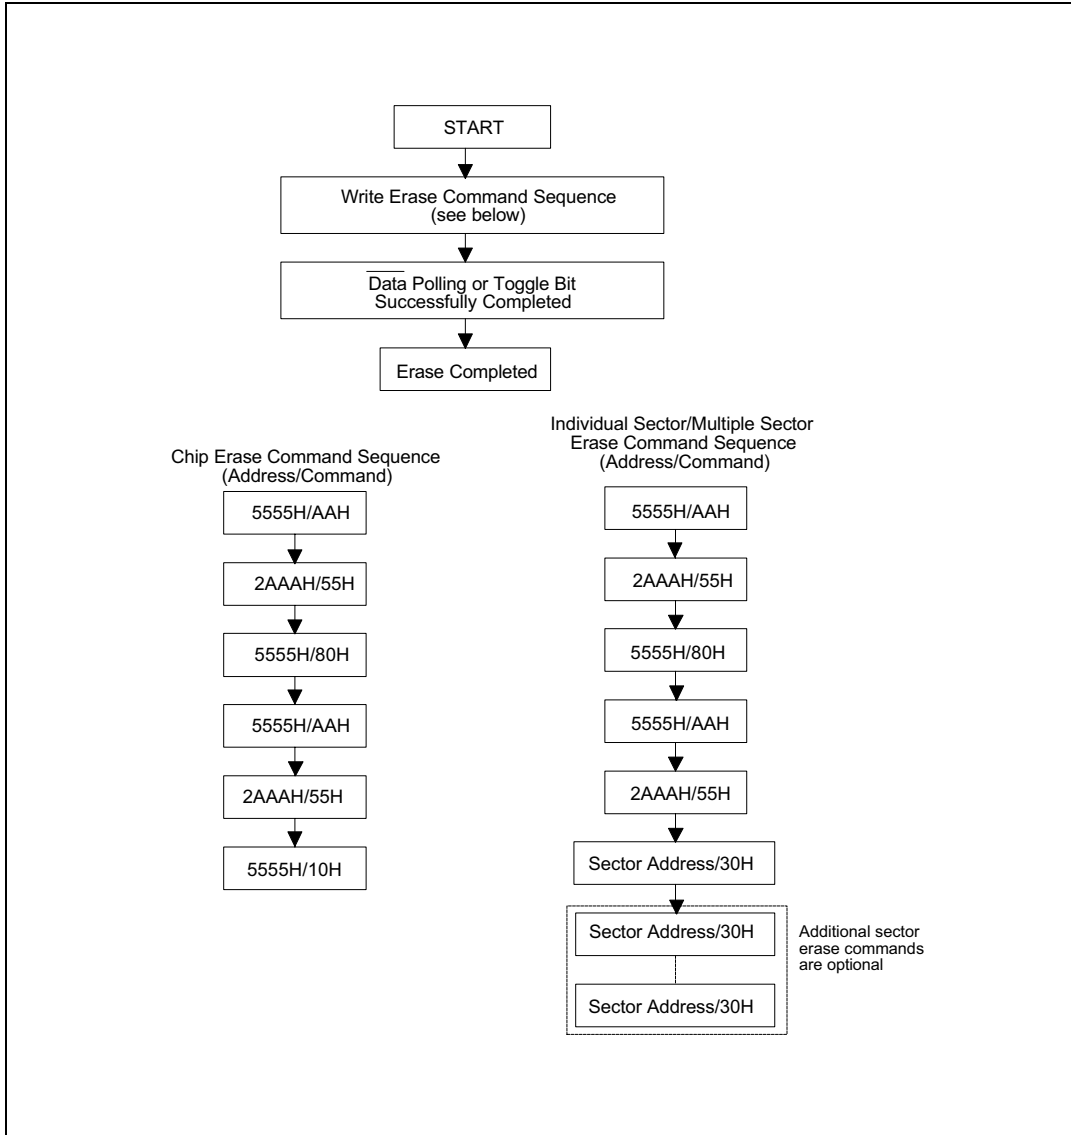 START
Write Erase Command Sequence
(see below)
Data Polling or Toggle Bit
Successfully Completed
Erase Completed
Chip Erase Command Sequence
(Address/Command)
5555H/AAH
2AAAH/55H
5555H/80H
5555H/AAH
2AAAH/55H
5555H/10H
Individual Sector/Multiple Sector
Erase Command Sequence
(Address/Command)
5555H/AAH
2AAAH/55H
5555H/80H
5555H/AAH
2AAAH/55H
Sector Address/30H
Sector Address/30H
Sector Address/30H
Additional sector
erase commands
are optional